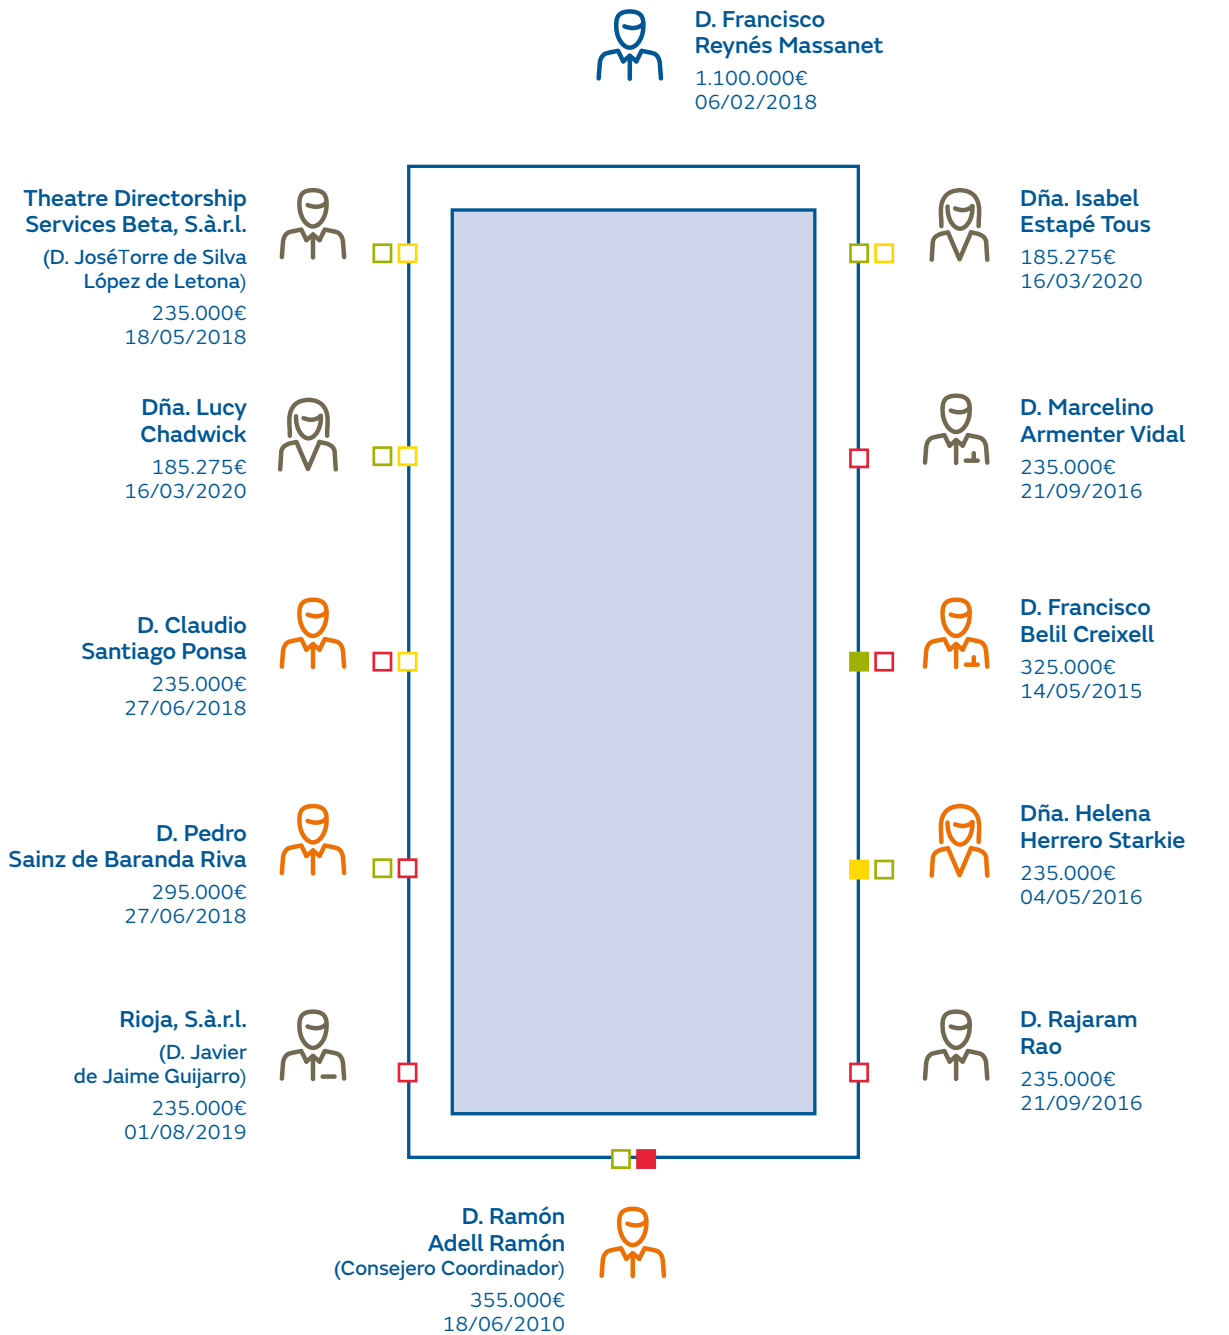 D. Francisco
Reynés Massanet
1.100.000€
06/02/2018
Theatre Directorship
Services Beta, S.à.r.l.
(D. JoséTorre de Silva
López de Letona)
235.000€
18/05/2018
Dña. Isabel
Estapé Tous
185.275€
16/03/2020
Dña. Lucy
Chadwick
185.275€
16/03/2020
D. Marcelino
Armenter Vidal
235.000€
21/09/2016
D. Claudio
Santiago Ponsa
235.000€
27/06/2018
D. Francisco
Belil Creixell
325.000€
14/05/2015
D. Pedro
Sainz de Baranda Riva
295.000€
27/06/2018
Dña. Helena
Herrero Starkie
235.000€
04/05/2016
Rioja, S.à.r.l.
(D. Javier
de Jaime Guijarro)
235.000€
01/08/2019
D. Rajaram
Rao
235.000€
21/09/2016
D. Ramón
Adell Ramón
(Consejero Coordinador)
355.000€
18/06/2010